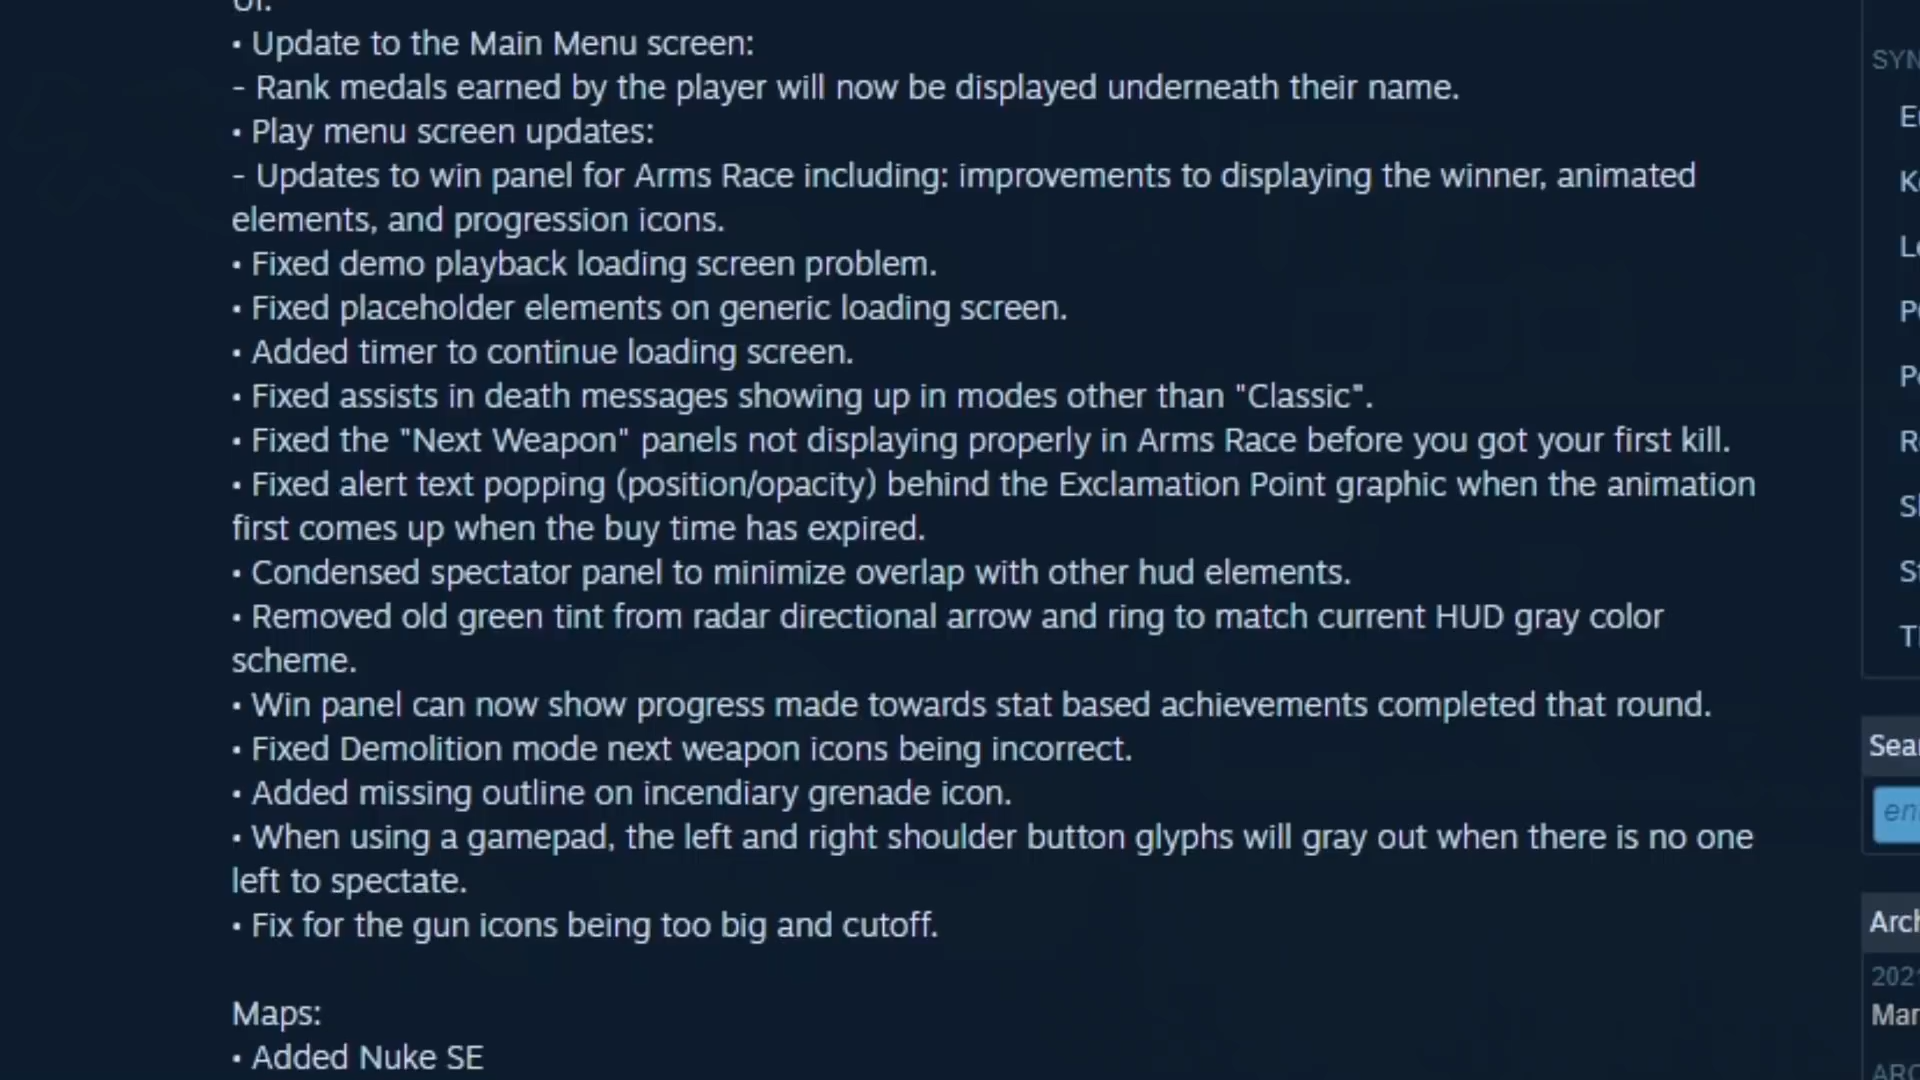 UI:
• Update to the Main Menu screen:
- Rank medals earned by the player will now be displayed underneath their name.
• Play menu screen updates:
- Updates to win panel for Arms Race including: improvements to displaying the winner, animated
elements, and progression icons.
• Fixed demo playback loading screen problem.
• Fixed placeholder elements on generic loading screen.
• Added timer to continue loading screen.
• Fixed assists in death messages showing up in modes other than "Classic".
• Fixed the "Next Weapon" panels not displaying properly in Arms Race before you got your first kill.
• Fixed alert text popping (position/opacity) behind the Exclamation Point graphic when the animation
first comes up when the buy time has expired.
• Condensed spectator panel to minimize overlap with other hud elements.
• Removed old green tint from radar directional arrow and ring to match current HUD gray color
scheme.
• Win panel can now show progress made towards stat based achievements completed that round.
• Fixed Demolition mode next weapon icons being incorrect.
• Added missing outline on incendiary grenade icon.
• When using a gamepad, the left and right shoulder button glyphs will gray out when there is no one
left to spectate.
• Fix for the gun icons being too big and cutoff.
Maps:
• Added Nuke SE
SYN
Sear
en
Arch
202
Mar
ARC